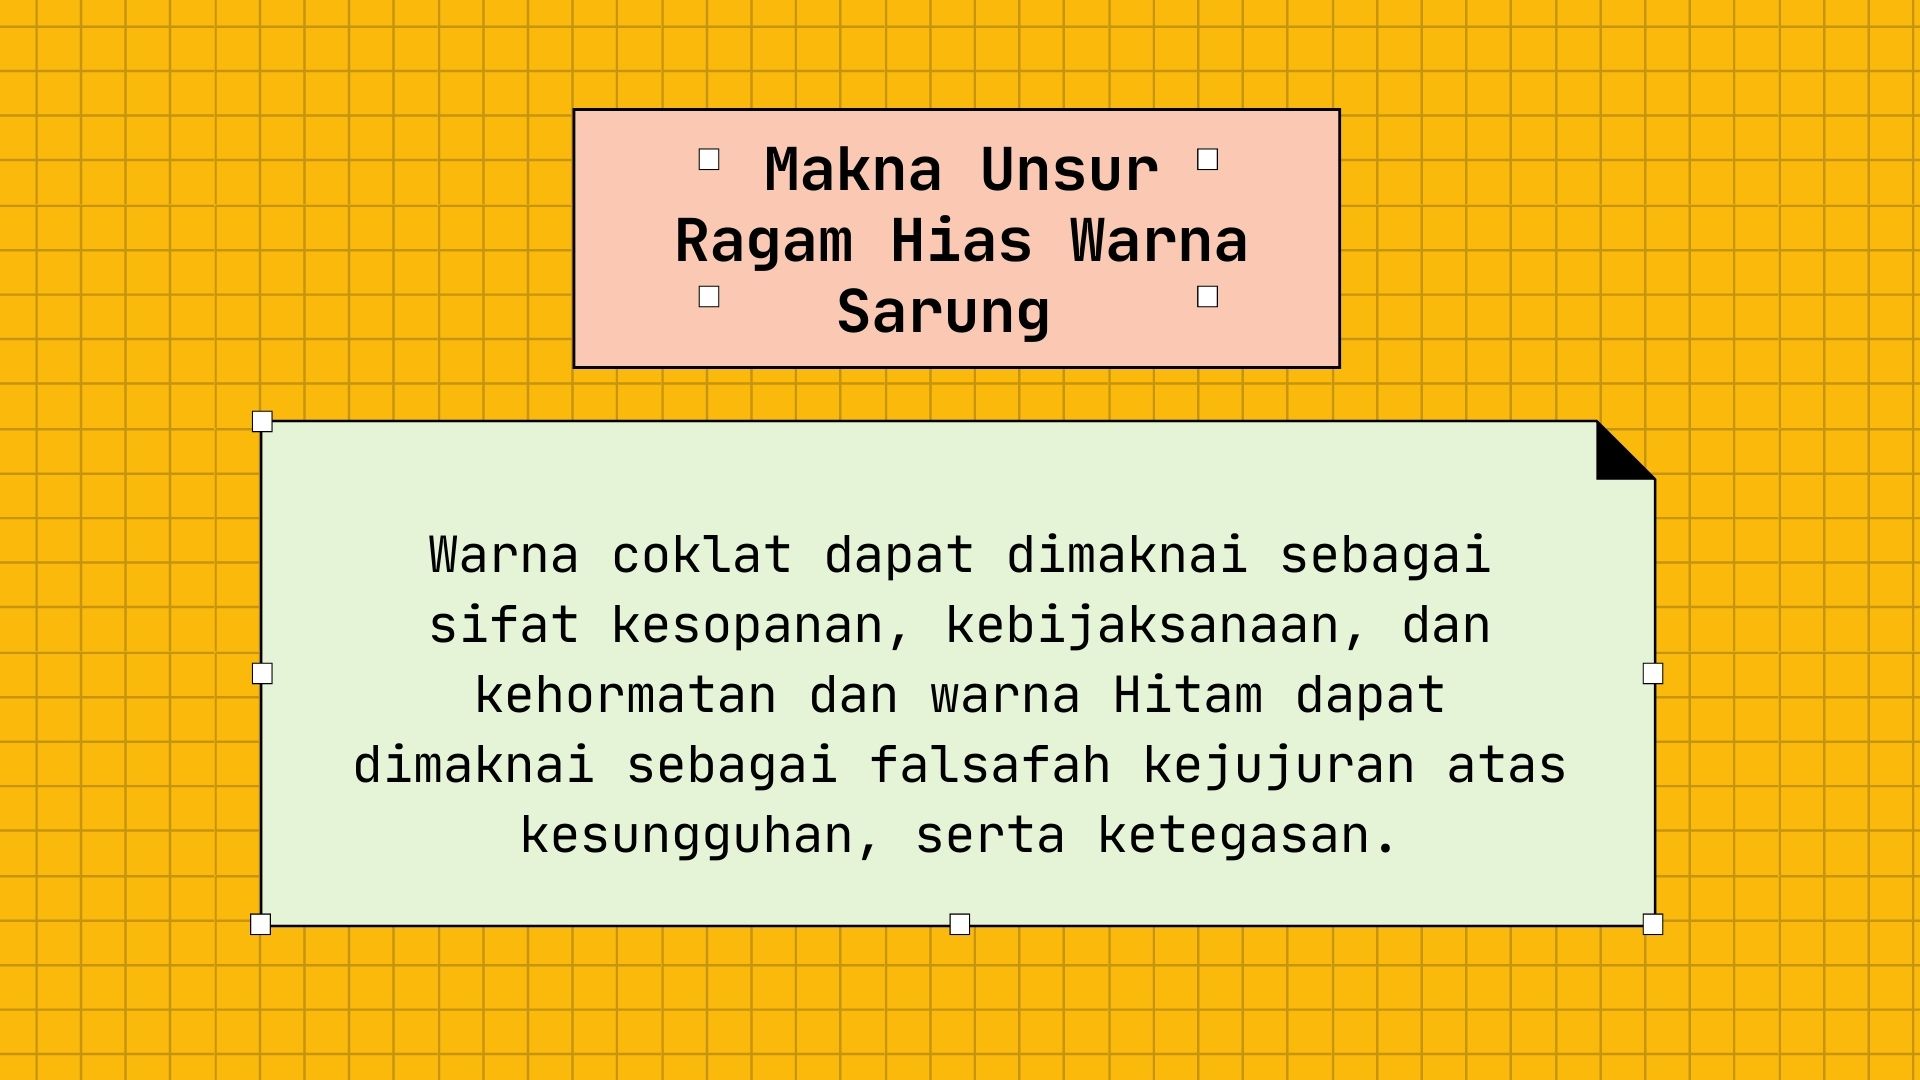 Makna Unsur
Ragam Hias Warna
Sarung
Warna coklat dapat dimaknai sebagai
sifat kesopanan, kebijaksanaan, dan
kehormatan dan warna Hitam dapat
dimaknai sebagai falsafah kejujuran atas
kesungguhan, serta ketegasan.